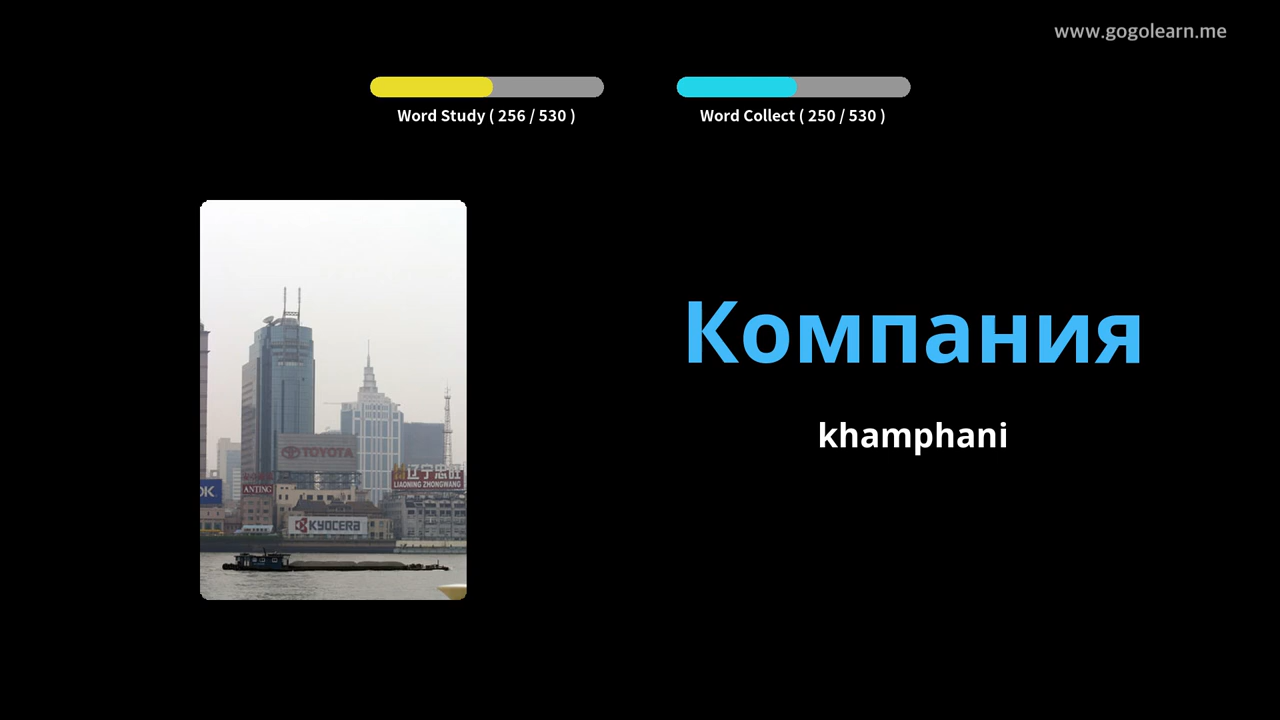 www.gogolearn.me
Word Study ( 256 / 530 )
Word Collect ( 250 / 530 )
Компания
khamphani
TOYOTA
辽宁忠旺
LIAONING ZHONGWANG
OK
ANTING
KYOCERA